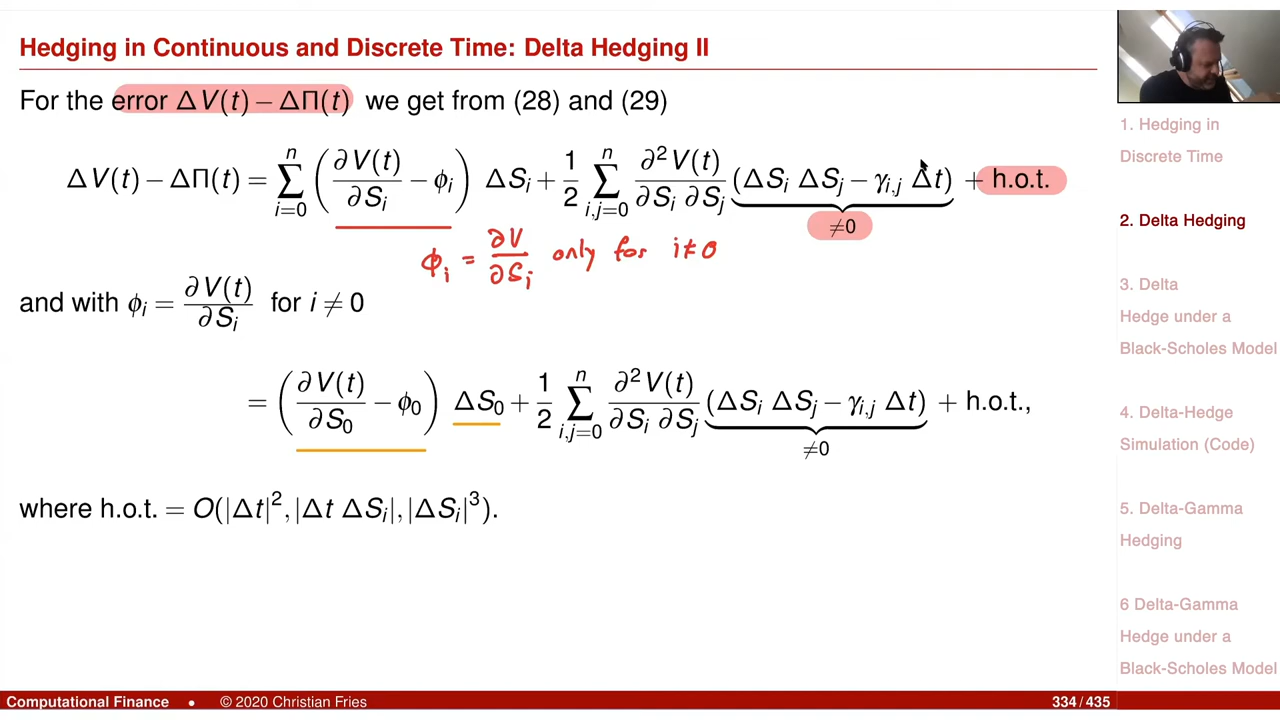 Hedging in Continuous and Discrete Time: Delta Hedging II
For the error ΔV(t) − ΔΠ(t) we get from (28) and (29)
ΔV(t) − ΔΠ(t) = ∑_{i=0}^{n} ( ∂V(t)/∂S_i − ϕ_i ) ΔS_i + 1/2 ∑_{i,j=0}^{n} ∂²V(t)/∂S_i ∂S_j (ΔS_i ΔS_j − γ_{i,j} Δt) + h.o.t.
≠0
ϕ_i = ∂V/∂S_i only for i≠0
and with ϕ_i = ∂V(t)/∂S_i for i ≠ 0
= ( ∂V(t)/∂S_0 − ϕ_0 ) ΔS_0 + 1/2 ∑_{i,j=0}^{n} ∂²V(t)/∂S_i ∂S_j (ΔS_i ΔS_j − γ_{i,j} Δt) + h.o.t.,
≠0
where h.o.t. = O(|Δt|², |Δt ΔS_i|, |ΔS_i|³).
1. Hedging in
Discrete Time
2. Delta Hedging
3. Delta
Hedge under a
Black-Scholes Model
4. Delta-Hedge
Simulation (Code)
5. Delta-Gamma
Hedging
6 Delta-Gamma
Hedge under a
Black-Scholes Model
Computational Finance • © 2020 Christian Fries 334/435